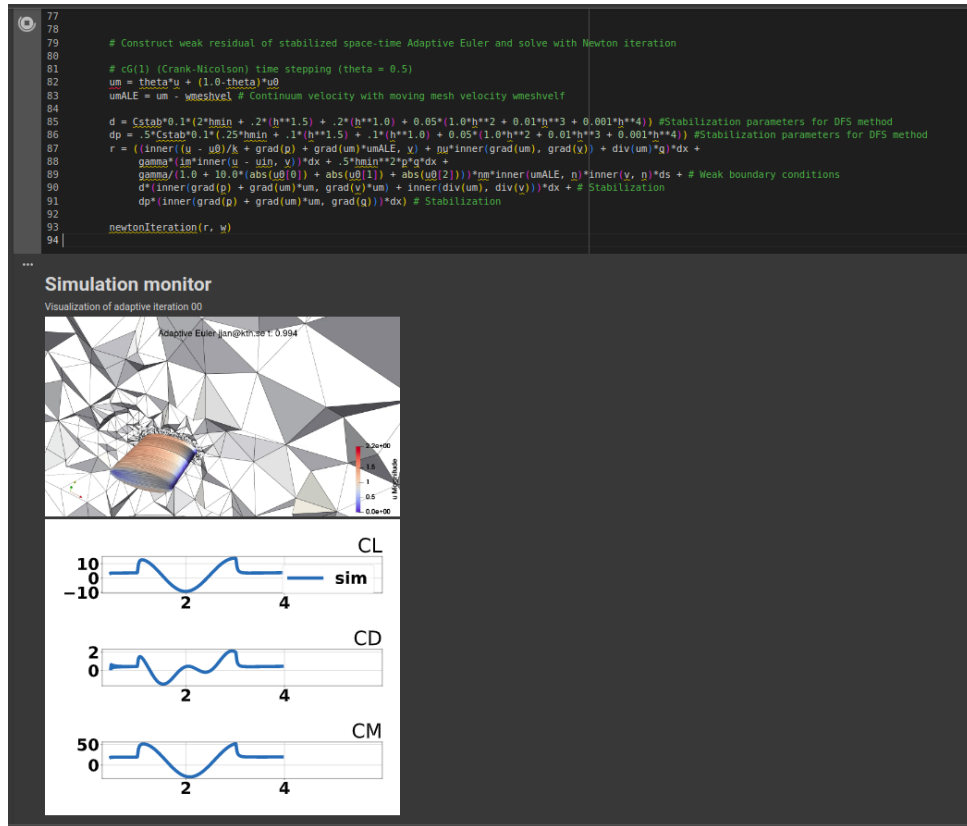 77
78
79 # Construct weak residual of stabilized space-time Adaptive Euler and solve with Newton iteration
80
81 # cG(1) (Crank-Nicolson) time stepping (theta = 0.5)
82 um = theta*u + (1.0-theta)*u0
83 umALE = um - wmeshvel # Continuum velocity with moving mesh velocity wmeshvelf
84
85 d = Cstab*0.1*(2*hmin + .2*(h**1.5) + .2*(h**1.0) + 0.05*(1.0*h**2 + 0.01*h**3 + 0.001*h**4)) #Stabilization parameters for DFS method
86 dp = .5*Cstab*0.1*(.25*hmin + .1*(h**1.5) + .1*(h**1.0) + 0.05*(1.0*h**2 + 0.01*h**3 + 0.001*h**4)) #Stabilization parameters for DFS method
87 r = ((inner((u - u0)/k + grad(p) + grad(um)*umALE, v) + nu*inner(grad(um), grad(v)) + div(um)*q)*dx +
88 gamma*(im*inner(u - uin, v))*dx + .5*hmin**2*p*q*dx +
89 gamma/(1.0 + 10.0*(abs(u0[0]) + abs(u0[1]) + abs(u0[2])))*nm*inner(umALE, n)*inner(v, n)*ds + # Weak boundary conditions
90 d*(inner(grad(p) + grad(um)*um, grad(v)*um) + inner(div(um), div(v)))*dx + # Stabilization
91 dp*(inner(grad(p) + grad(um)*um, grad(q)))*dx) # Stabilization
92
93 newtonIteration(r, w)
94
Simulation monitor
Visualization of adaptive iteration 00
Adaptive Euler jjan@kth.se t: 0.994
2.2e+00
1.5
1
0.5
0.0e+00
u Magnitude
CL
10
0
−10
sim
2 4
CD
2
0
2 4
CM
50
0
2 4